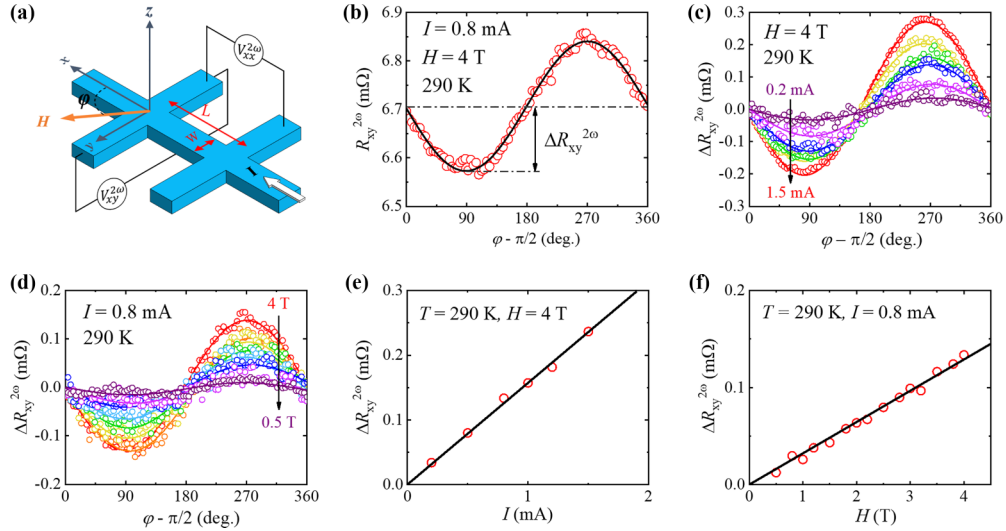 (a)
z
x
y
φ
H
L
W
I
V_xx^2ω
V_xy^2ω
(b)
I = 0.8 mA
H = 4 T
290 K
ΔR_xy^2ω
R_xy^2ω (mΩ)
6.9
6.8
6.7
6.6
6.5
0 90 180 270 360
φ - π/2 (deg.)
(c)
H = 4 T
290 K
0.2 mA
1.5 mA
ΔR_xy^2ω (mΩ)
0.3
0.2
0.1
0.0
-0.1
-0.2
-0.3
0 90 180 270 360
φ – π/2 (deg.)
(d)
I = 0.8 mA
290 K
4 T
0.5 T
ΔR_xy^2ω (mΩ)
0.2
0.1
0.0
-0.1
-0.2
0 90 180 270 360
φ - π/2 (deg.)
(e)
T = 290 K, H = 4 T
ΔR_xy^2ω (mΩ)
0.3
0.2
0.1
0.0
0 1 2
I (mA)
(f)
T = 290 K, I = 0.8 mA
ΔR_xy^2ω (mΩ)
0.2
0.1
0.0
0 1 2 3 4
H (T)